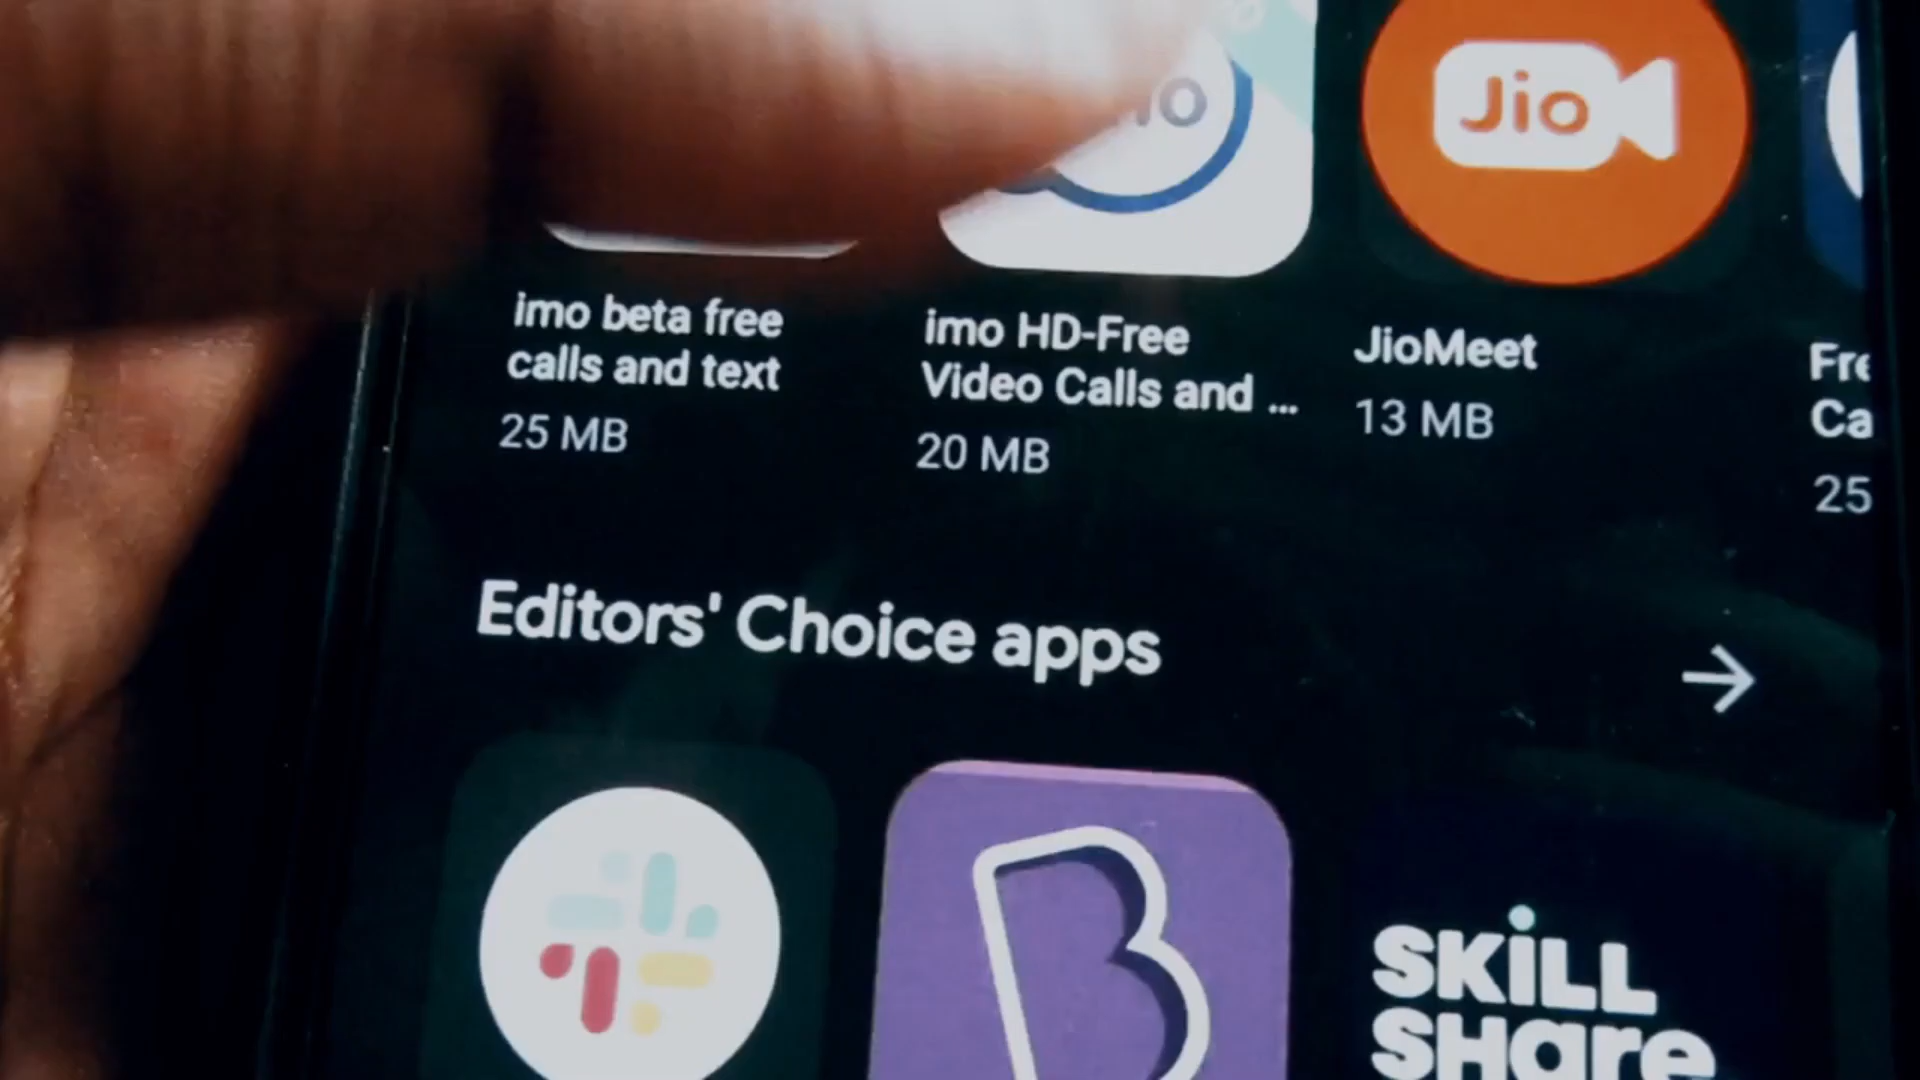 Jio
imo beta free
calls and text
25 MB
imo HD-Free
Video Calls and ...
20 MB
JioMeet
13 MB
25
Editors' Choice apps
SKiLL
SHare